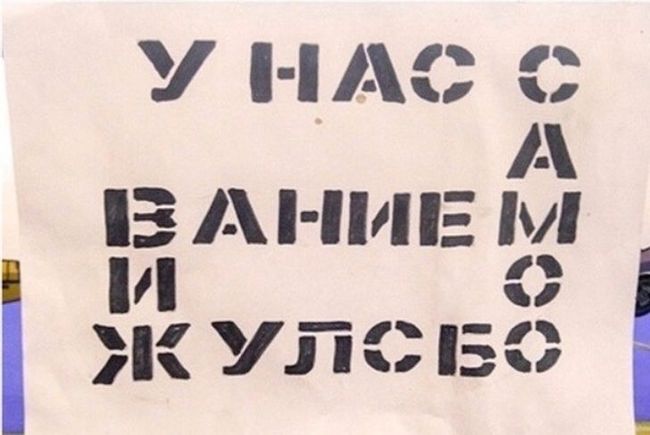 У НАС С
А
ВАНИЕМ
И О
ЖУЛСБО